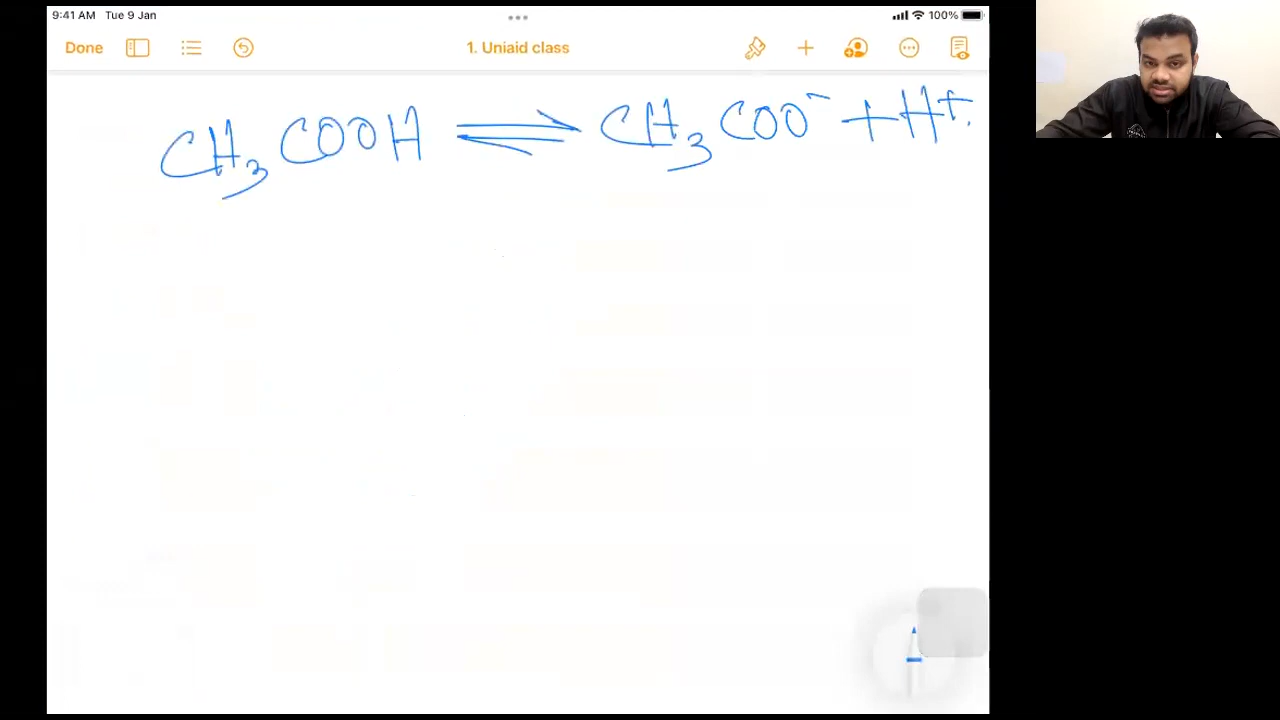 9:41 AM Tue 9 Jan 100%
Done 1. Uniaid class
CH₃COOH ⇌ CH₃COO⁻ + H⁺.